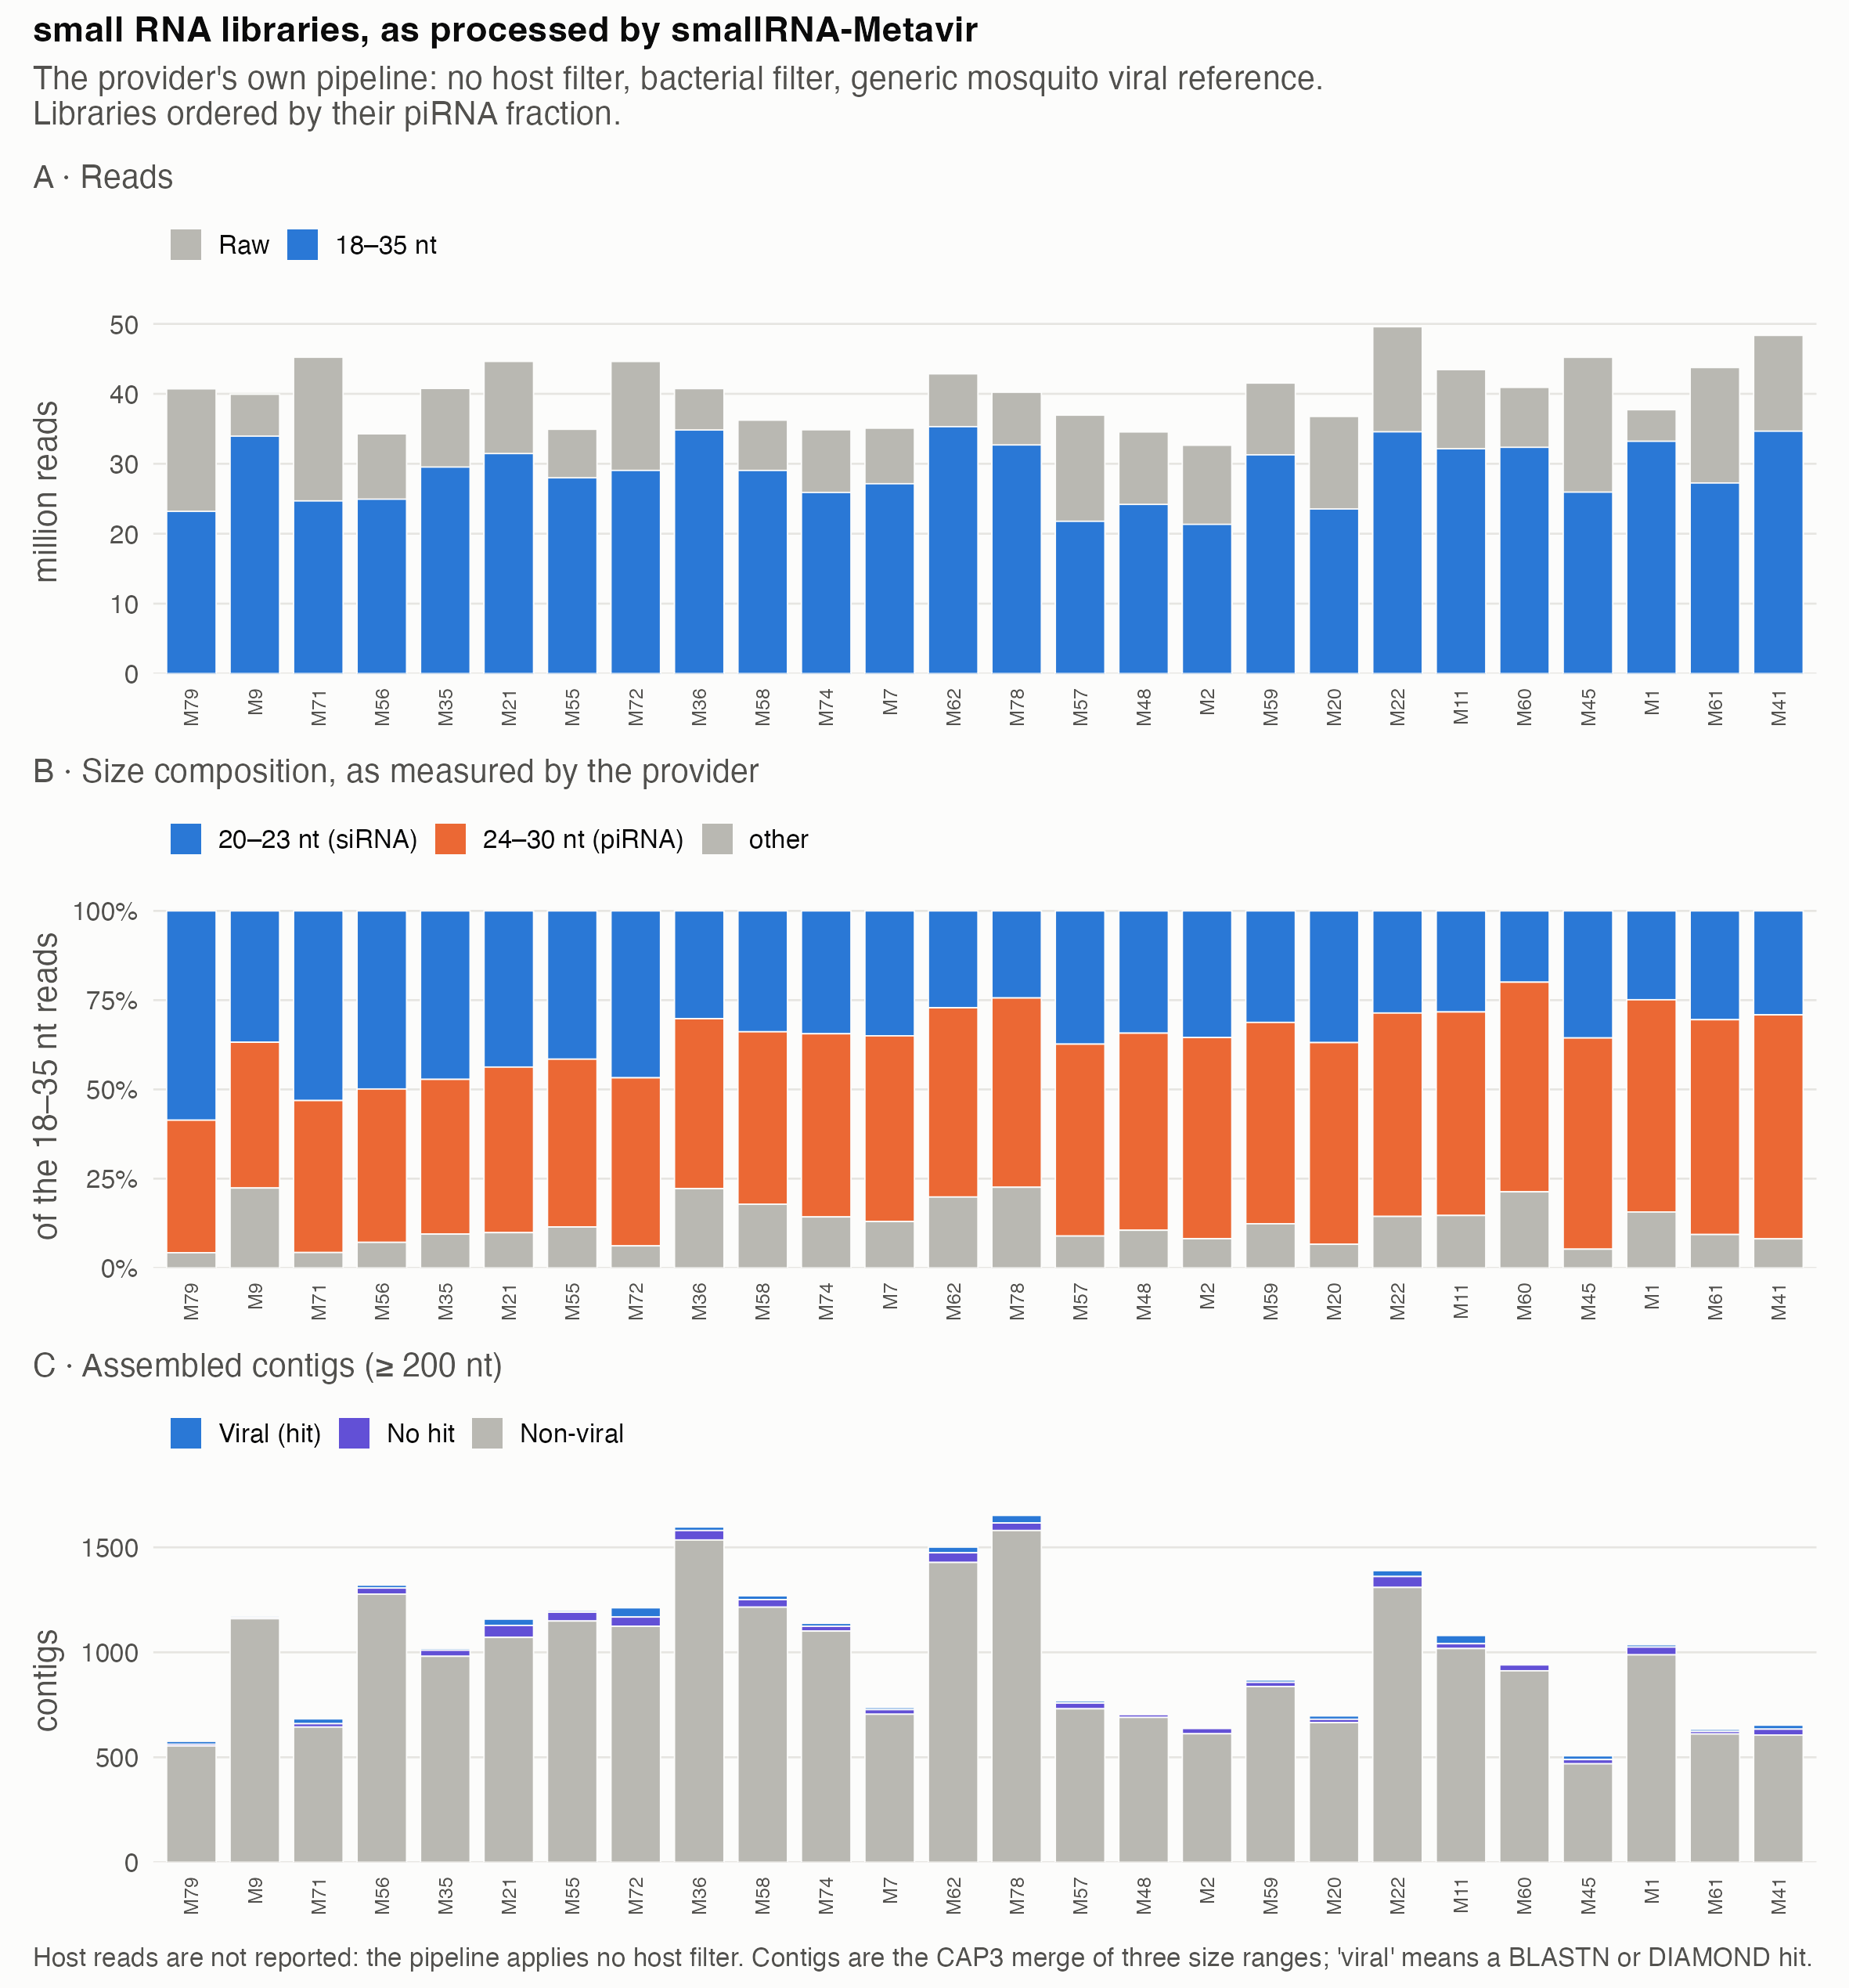 small RNA libraries, as processed by smallRNA-Metavir
The provider's own pipeline: no host filter, bacterial filter, generic mosquito viral reference.
Libraries ordered by their piRNA fraction.
A · Reads
Raw 18–35 nt
million reads
50
40
30
20
10
0
M79 M9 M71 M56 M35 M21 M55 M72 M36 M58 M74 M7 M62 M78 M57 M48 M2 M59 M20 M22 M11 M60 M45 M1 M61 M41
B · Size composition, as measured by the provider
20–23 nt (siRNA) 24–30 nt (piRNA) other
of the 18–35 nt reads
100%
75%
50%
25%
0%
M79 M9 M71 M56 M35 M21 M55 M72 M36 M58 M74 M7 M62 M78 M57 M48 M2 M59 M20 M22 M11 M60 M45 M1 M61 M41
C · Assembled contigs (≥ 200 nt)
Viral (hit) No hit Non-viral
contigs
1500
1000
500
0
M79 M9 M71 M56 M35 M21 M55 M72 M36 M58 M74 M7 M62 M78 M57 M48 M2 M59 M20 M22 M11 M60 M45 M1 M61 M41
Host reads are not reported: the pipeline applies no host filter. Contigs are the CAP3 merge of three size ranges; 'viral' means a BLASTN or DIAMOND hit.